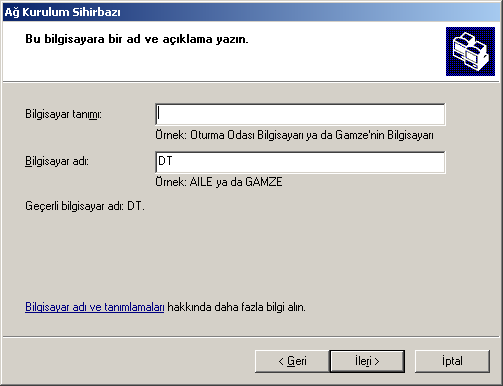 Ağ Kurulum Sihirbazı
Bu bilgisayara bir ad ve açıklama yazın.
Bilgisayar tanımı:
Örnek: Oturma Odası Bilgisayarı ya da Gamze'nin Bilgisayarı
Bilgisayar adı: DT
Örnek: AILE ya da GAMZE
Geçerli bilgisayar adı: DT.
Bilgisayar adı ve tanımlamaları hakkında daha fazla bilgi alın.
< Geri İleri > İptal